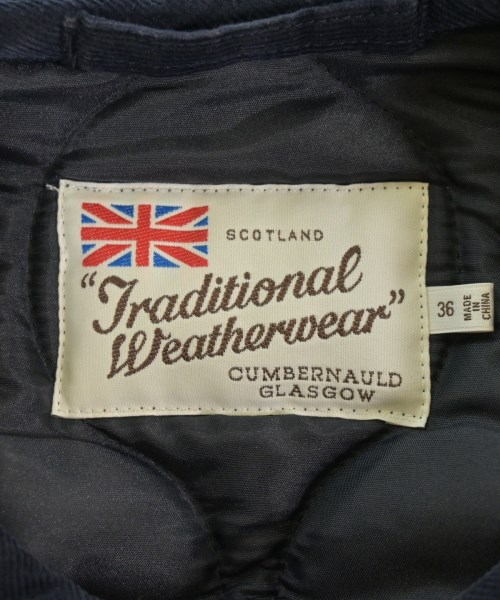 SCOTLAND
"Traditional
Weatherwear"
CUMBERNAULD
GLASGOW
36
MADE
IN
CHINA